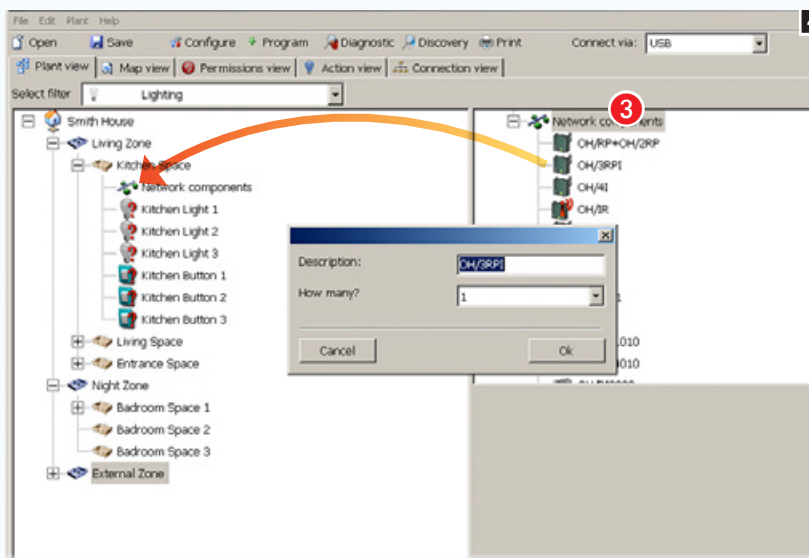 File Edit Plant Help
Open Save Configure Program Diagnostic Discovery Print Connect via: USB
Plant view Map view Permissions view Action view Connection view
Select filter Lighting
Smith House
Living Zone
Kitchen Space
Network components
Kitchen Light 1
Kitchen Light 2
Kitchen Light 3
Kitchen Button 1
Kitchen Button 2
Kitchen Button 3
Living Space
Entrance Space
Night Zone
Badroom Space 1
Badroom Space 2
Badroom Space 3
External Zone
3
Network components
OH/RP+OH/2RP
OH/3RPI
OH/4I
OH/IR
Description: OH/3RPI
How many? 1
Cancel Ok
1
010
010